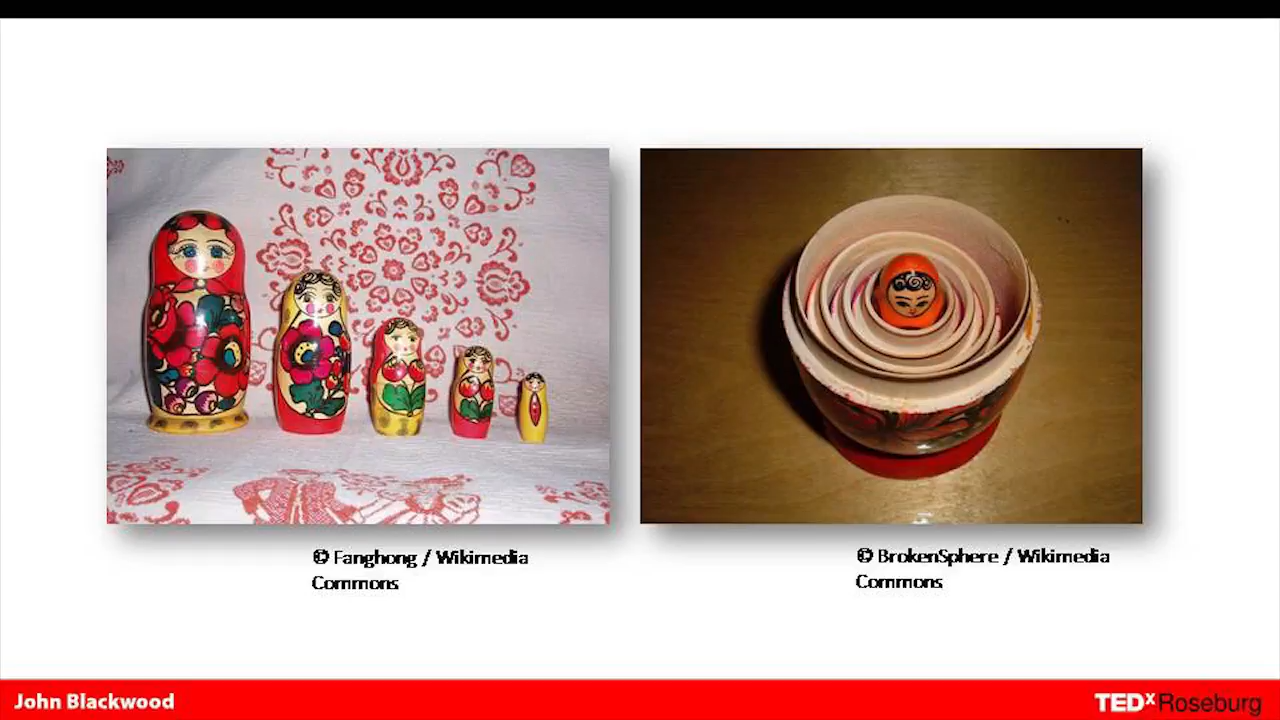 © Fanghong / Wikimedia
Commons
© BrokenSphere / Wikimedia
Commons
John Blackwood
TEDxRoseburg